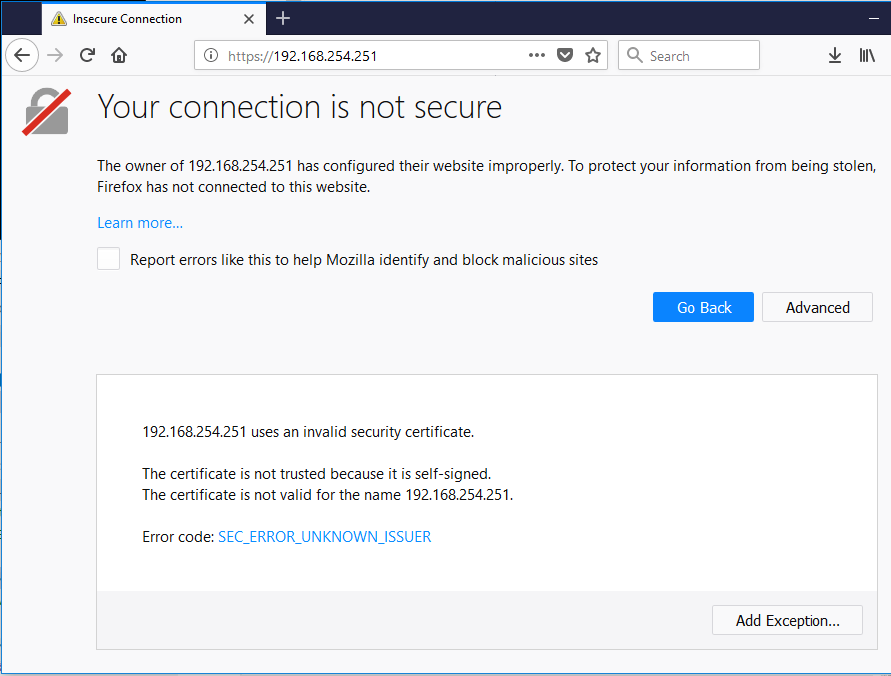 Insecure Connection
https://192.168.254.251
Search
Your connection is not secure
The owner of 192.168.254.251 has configured their website improperly. To protect your information from being stolen,
Firefox has not connected to this website.
Learn more...
Report errors like this to help Mozilla identify and block malicious sites
Go Back
Advanced
192.168.254.251 uses an invalid security certificate.
The certificate is not trusted because it is self-signed.
The certificate is not valid for the name 192.168.254.251.
Error code: SEC_ERROR_UNKNOWN_ISSUER
Add Exception...